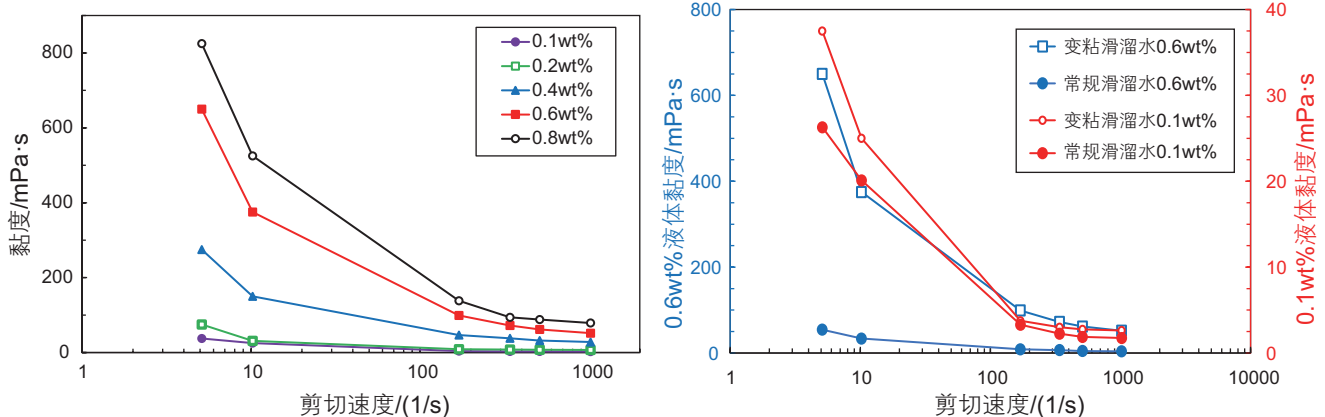 800
600
400
200
0
黏度/mPa·s
1
10
100
1000
剪切速度/(1/s)
0.1wt%
0.2wt%
0.4wt%
0.6wt%
0.8wt%
800
600
400
200
0
0.6wt%液体黏度/mPa·s
1
10
100
1000
10000
剪切速度/(1/s)
变粘滑溜水0.6wt%
常规滑溜水0.6wt%
变粘滑溜水0.1wt%
常规滑溜水0.1wt%
40
30
20
10
0
0.1wt%液体黏度/mPa·s